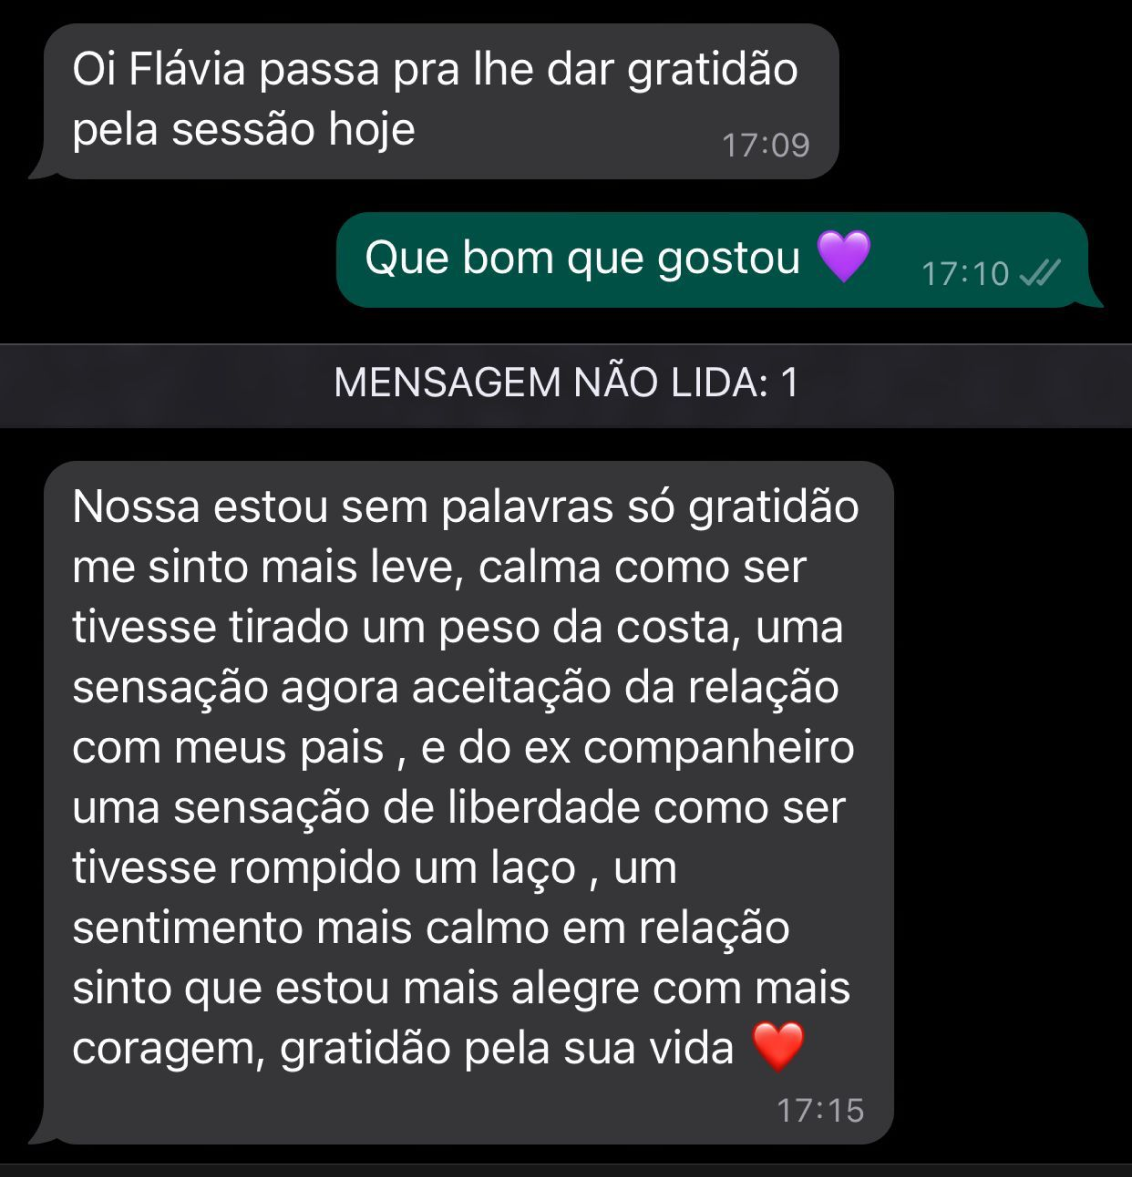 Oi Flávia passa pra lhe dar gratidão
pela sessão hoje
17:09
Que bom que gostou 💜
17:10
MENSAGEM NÃO LIDA: 1
Nossa estou sem palavras só gratidão
me sinto mais leve, calma como ser
tivesse tirado um peso da costa, uma
sensação agora aceitação da relação
com meus pais , e do ex companheiro
uma sensação de liberdade como ser
tivesse rompido um laço , um
sentimento mais calmo em relação
sinto que estou mais alegre com mais
coragem, gratidão pela sua vida ❤️
17:15